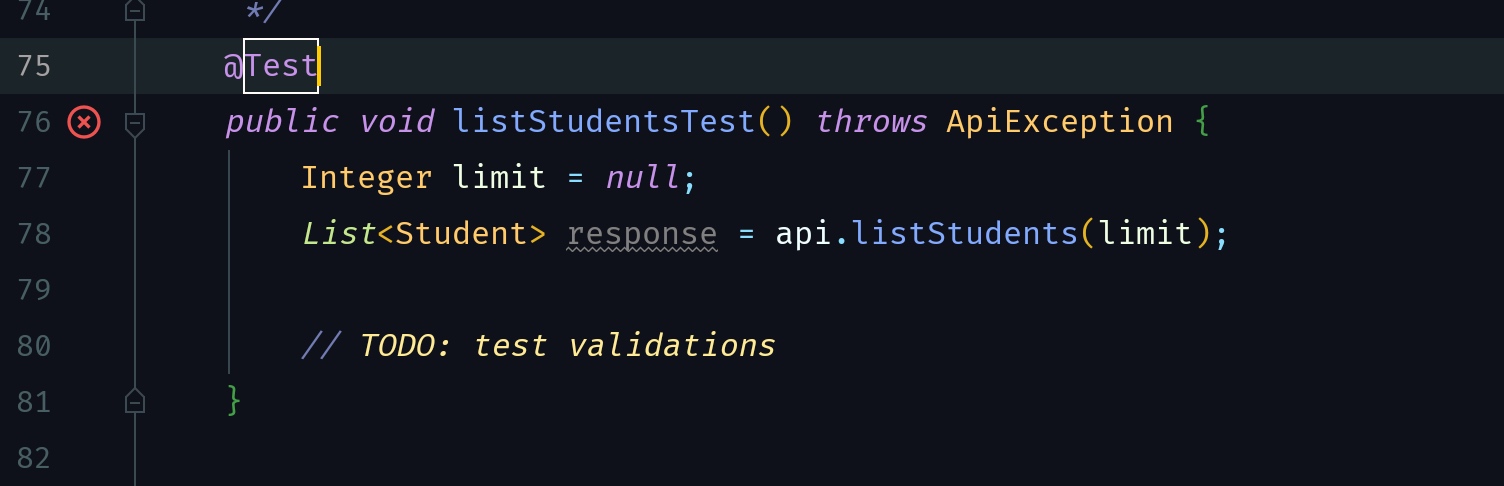 74 */
75 @Test
76 public void listStudentsTest() throws ApiException {
77 Integer limit = null;
78 List<Student> response = api.listStudents(limit);
79
80 // TODO: test validations
81 }
82